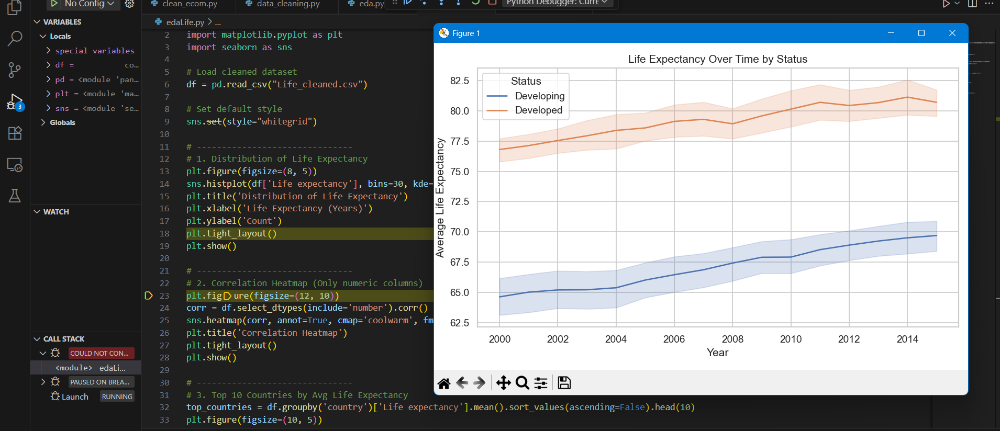 No Config
clean_ecom.py
data_cleaning.py
eda.py
Python Debugger: Curre
VARIABLES
Locals
special variables
df = co...
pd = <module 'pan...
plt = <module 'ma...
sns = <module 'se...
Globals
WATCH
CALL STACK
COULD NOT CON...
<module> edaLi...
PAUSED ON BREA...
Launch RUNNING
3
edaLife.py > ...
2 import matplotlib.pyplot as plt
3 import seaborn as sns
4
5 # Load cleaned dataset
6 df = pd.read_csv("Life_cleaned.csv")
7
8 # Set default style
9 sns.set(style="whitegrid")
10
11 # -------------------------------
12 # 1. Distribution of Life Expectancy
13 plt.figure(figsize=(8, 5))
14 sns.histplot(df['Life expectancy'], bins=30, kde=
15 plt.title('Distribution of Life Expectancy')
16 plt.xlabel('Life Expectancy (Years)')
17 plt.ylabel('Count')
18 plt.tight_layout()
19 plt.show()
20
21 # -------------------------------
22 # 2. Correlation Heatmap (Only numeric columns)
23 plt.figure(figsize=(12, 10))
24 corr = df.select_dtypes(include='number').corr()
25 sns.heatmap(corr, annot=True, cmap='coolwarm', fm
26 plt.title('Correlation Heatmap')
27 plt.tight_layout()
28 plt.show()
29
30 # -------------------------------
31 # 3. Top 10 Countries by Avg Life Expectancy
32 top_countries = df.groupby('country')['Life expectancy'].mean().sort_values(ascending=False).head(10)
33 plt.figure(figsize=(10, 5))
Figure 1
Life Expectancy Over Time by Status
Status
Developing
Developed
Average Life Expectancy
82.5
80.0
77.5
75.0
72.5
70.0
67.5
65.0
62.5
2000 2002 2004 2006 2008 2010 2012 2014
Year